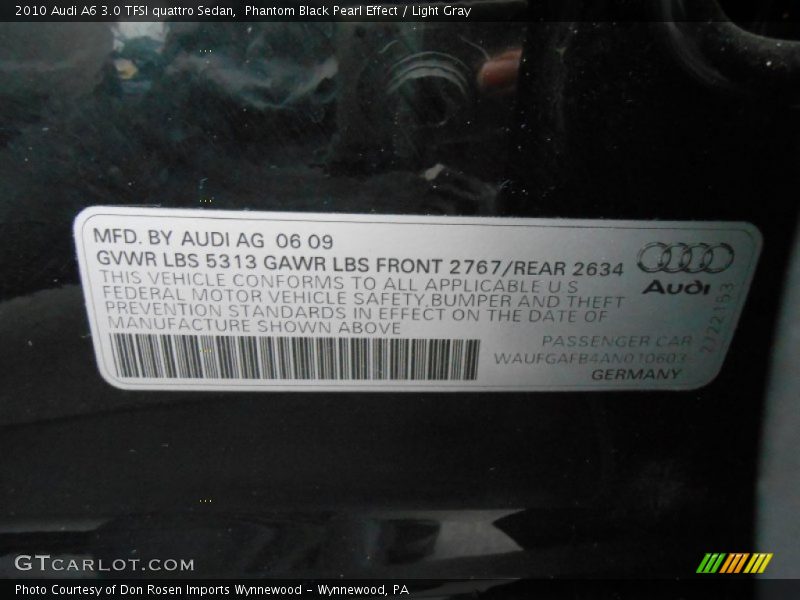 2010 Audi A6 3.0 TFSI quattro Sedan, Phantom Black Pearl Effect / Light Gray
MFD. BY AUDI AG 06 09
GVWR LBS 5313 GAWR LBS FRONT 2767/REAR 2634
THIS VEHICLE CONFORMS TO ALL APPLICABLE U S
FEDERAL MOTOR VEHICLE SAFETY,BUMPER AND THEFT
PREVENTION STANDARDS IN EFFECT ON THE DATE OF
MANUFACTURE SHOWN ABOVE
Audi
PASSENGER CAR
WAUFGAFB4AN010603
GERMANY
2722153
GTCARLOT.COM
Photo Courtesy of Don Rosen Imports Wynnewood – Wynnewood, PA